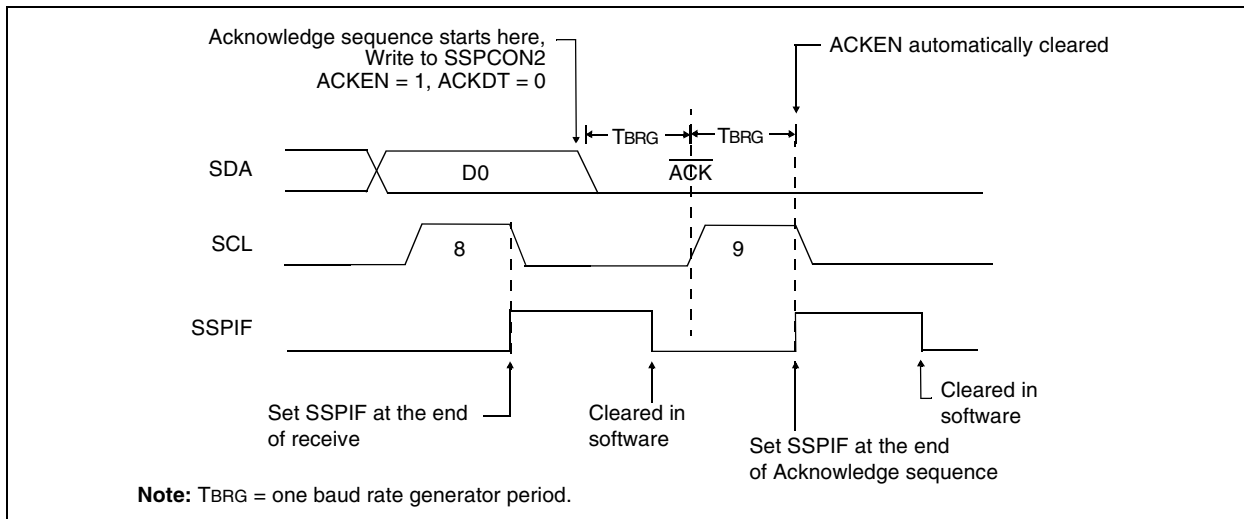 Acknowledge sequence starts here,
Write to SSPCON2
ACKEN = 1, ACKDT = 0
ACKEN automatically cleared
TBRG
TBRG
SDA
D0
ACK
SCL
8
9
SSPIF
Set SSPIF at the end
of receive
Cleared in
software
Set SSPIF at the end
of Acknowledge sequence
Cleared in
software
Note: TBRG = one baud rate generator period.